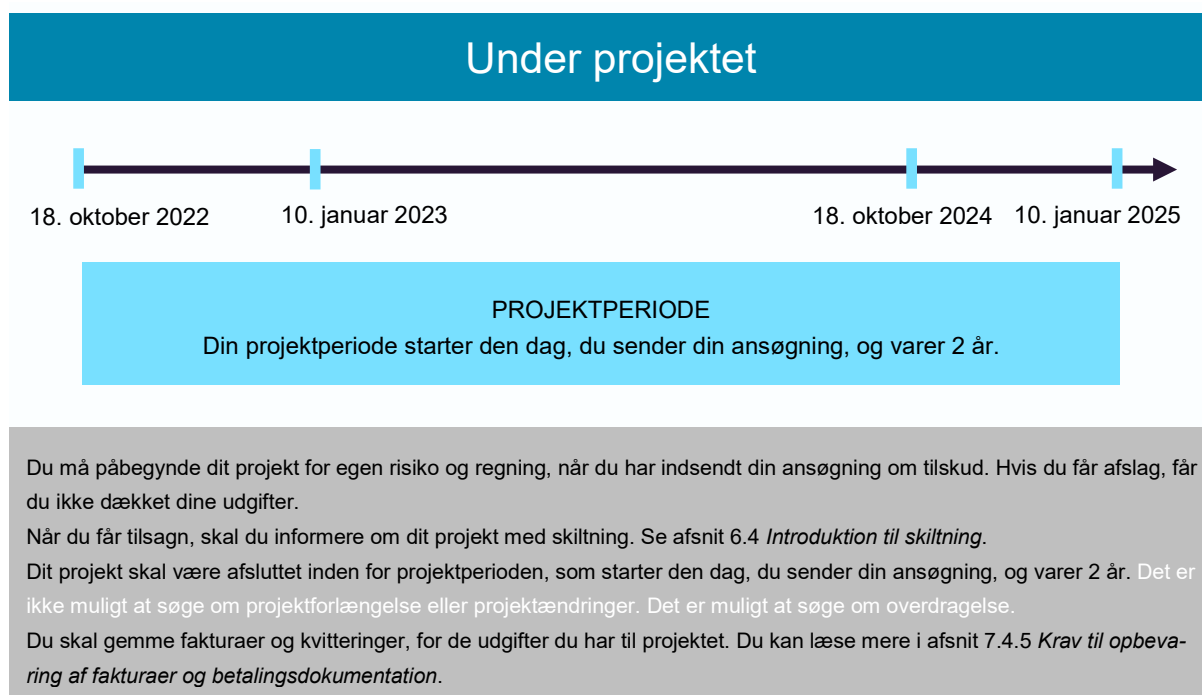 Under projektet
18. oktober 2022
10. januar 2023
18. oktober 2024
10. januar 2025
PROJEKTPERIODE
Din projektperiode starter den dag, du sender din ansøgning, og varer 2 år.
Du må påbegynde dit projekt for egen risiko og regning, når du har indsendt din ansøgning om tilskud. Hvis du får afslag, får
du ikke dækket dine udgifter.
Når du får tilsagn, skal du informere om dit projekt med skiltning. Se afsnit 6.4 Introduktion til skiltning.
Dit projekt skal være afsluttet inden for projektperioden, som starter den dag, du sender din ansøgning, og varer 2 år. Det er
ikke muligt at søge om projektforlængelse eller projektændringer. Det er muligt at søge om overdragelse.
Du skal gemme fakturaer og kvitteringer, for de udgifter du har til projektet. Du kan læse mere i afsnit 7.4.5 Krav til opbeva-
ring af fakturaer og betalingsdokumentation.